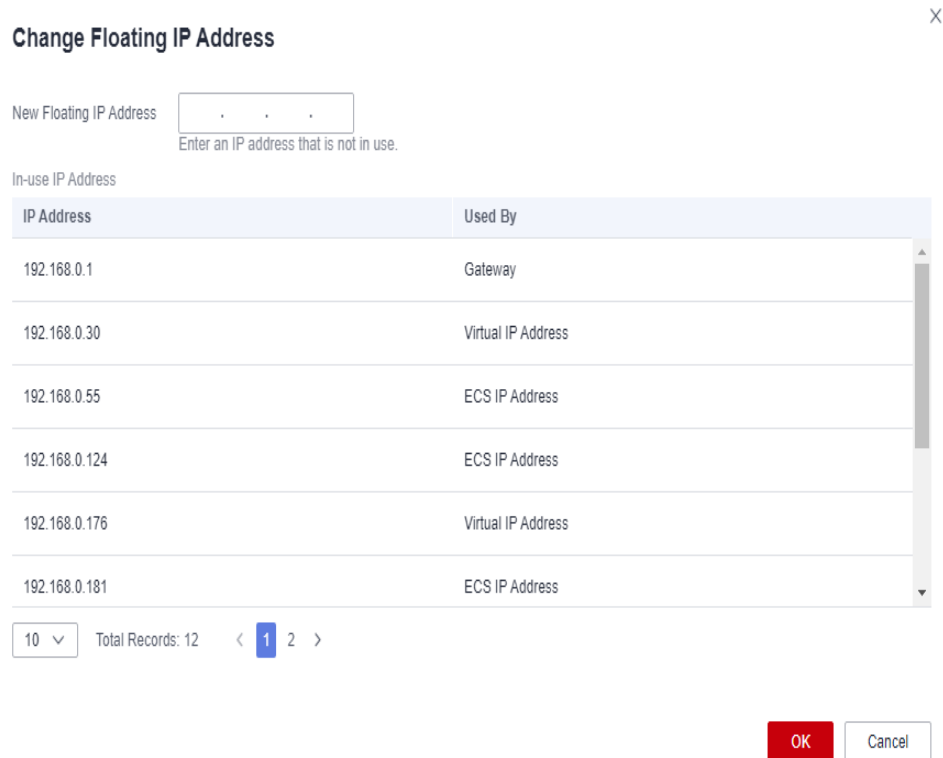 X
Change Floating IP Address
New Floating IP Address . . .
Enter an IP address that is not in use.
In-use IP Address
IP Address Used By
192.168.0.1 Gateway
192.168.0.30 Virtual IP Address
192.168.0.55 ECS IP Address
192.168.0.124 ECS IP Address
192.168.0.176 Virtual IP Address
192.168.0.181 ECS IP Address
10 Total Records: 12 < 1 2 >
OK Cancel